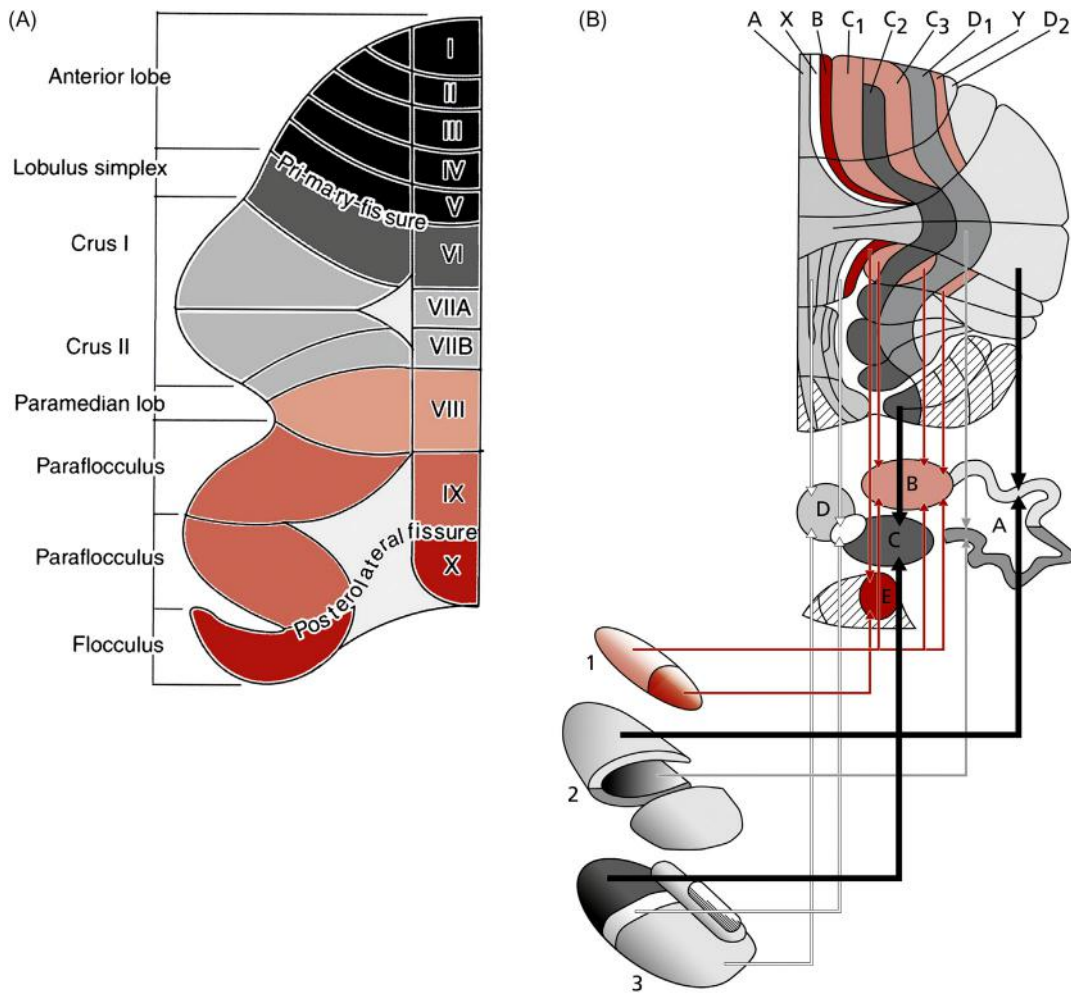 (A)
Anterior lobe
Lobulus simplex
Crus I
Crus II
Paramedian lob
Paraflocculus
Paraflocculus
Flocculus
I
II
III
IV
V
VI
VIIA
VIIB
VIII
IX
X
Pri-ma-ry-fis sure
Posterolateral fissure
(B)
A X B C1 C2 C3 D1 Y D2
B
D
C
A
E
1
2
3